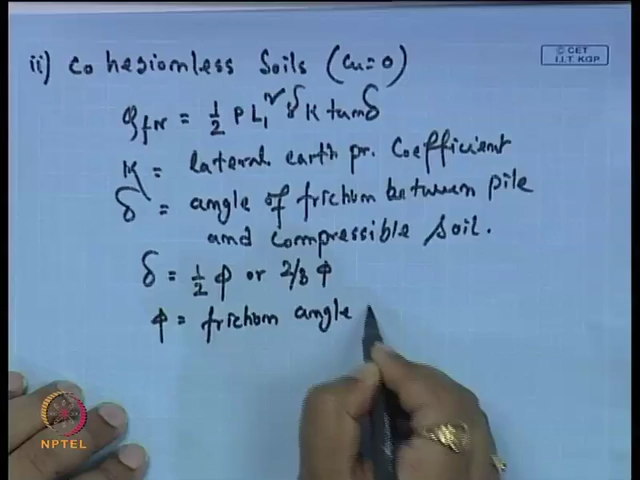 ii) Cohesionless Soils (Cu=0)
© CET
I.I.T. KGP
Qfn = 1/2 P L₁² γ K tanδ
K = lateral earth pr. Coefficient
δ = angle of friction between pile
and compressible soil.
δ = 1/2 φ or 2/3 φ
φ = friction angle
NPTEL